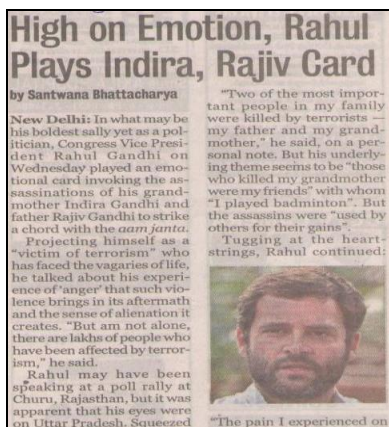 High on Emotion, Rahul
Plays Indira, Rajiv Card
by Santwana Bhattacharya
New Delhi: In what may be
his boldest sally yet as a pol-
itician, Congress Vice Presi-
dent Rahul Gandhi on
Wednesday played an emo-
tional card invoking the as-
sassinations of his grand-
mother Indira Gandhi and
father Rajiv Gandhi to strike
a chord with the aam janta.
Projecting himself as a
"victim of terrorism" who
has faced the vagaries of life,
he talked about his experi-
ence of 'anger' that such vio-
lence brings in its aftermath
and the sense of alienation it
creates. "But am not alone,
there are lakhs of people who
have been affected by terror-
ism," he said.
Rahul may have been
speaking at a poll rally at
Churu, Rajasthan, but it was
apparent that his eyes were
on Uttar Pradesh. Squeezed
"Two of the most impor-
tant people in my family
were killed by terrorists —
my father and my grand-
mother," he said, on a per-
sonal note. But his underly-
ing theme seems to be "those
who killed my grandmother
were my friends" with whom
"I played badminton". But
the assassins were "used by
others for their gains".
Tugging at the heart-
strings, Rahul continued:
"The pain I experienced on